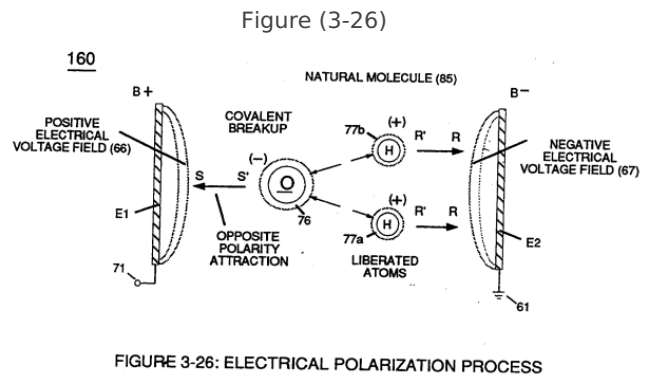 Figure (3-26)
160
NATURAL MOLECULE (85)
B+
B-
POSITIVE
ELECTRICAL
VOLTAGE FIELD (66)
COVALENT
BREAKUP
77b
(+)
H
R'
R
NEGATIVE
ELECTRICAL
VOLTAGE FIELD (67)
(-)
S
S'
O
76
E1
OPPOSITE
POLARITY
ATTRACTION
(+)
H
R'
R
77a
LIBERATED
ATOMS
E2
71
61
FIGURE 3-26: ELECTRICAL POLARIZATION PROCESS